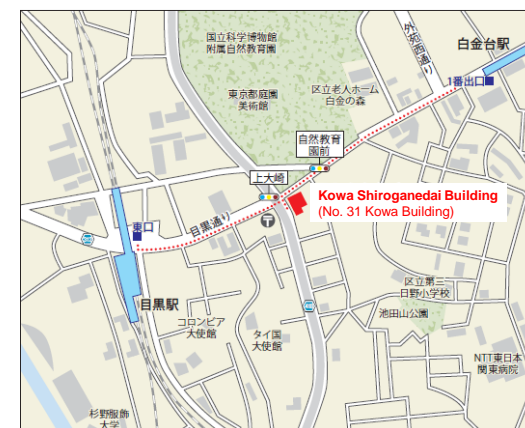 国立科学博物館
附属自然教育園
外苑西通り
白金台駅
1番出口
東京都庭園
美術館
区立老人ホーム
白金の森
自然教育
園前
上大崎
Kowa Shiroganedai Building
(No. 31 Kowa Building)
東口
目黒通り
目黒駅
コロンビア
大使館
タイ国
大使館
区立第三
日野小学校
池田山公園
NTT東日本
関東病院
杉野服飾
大学